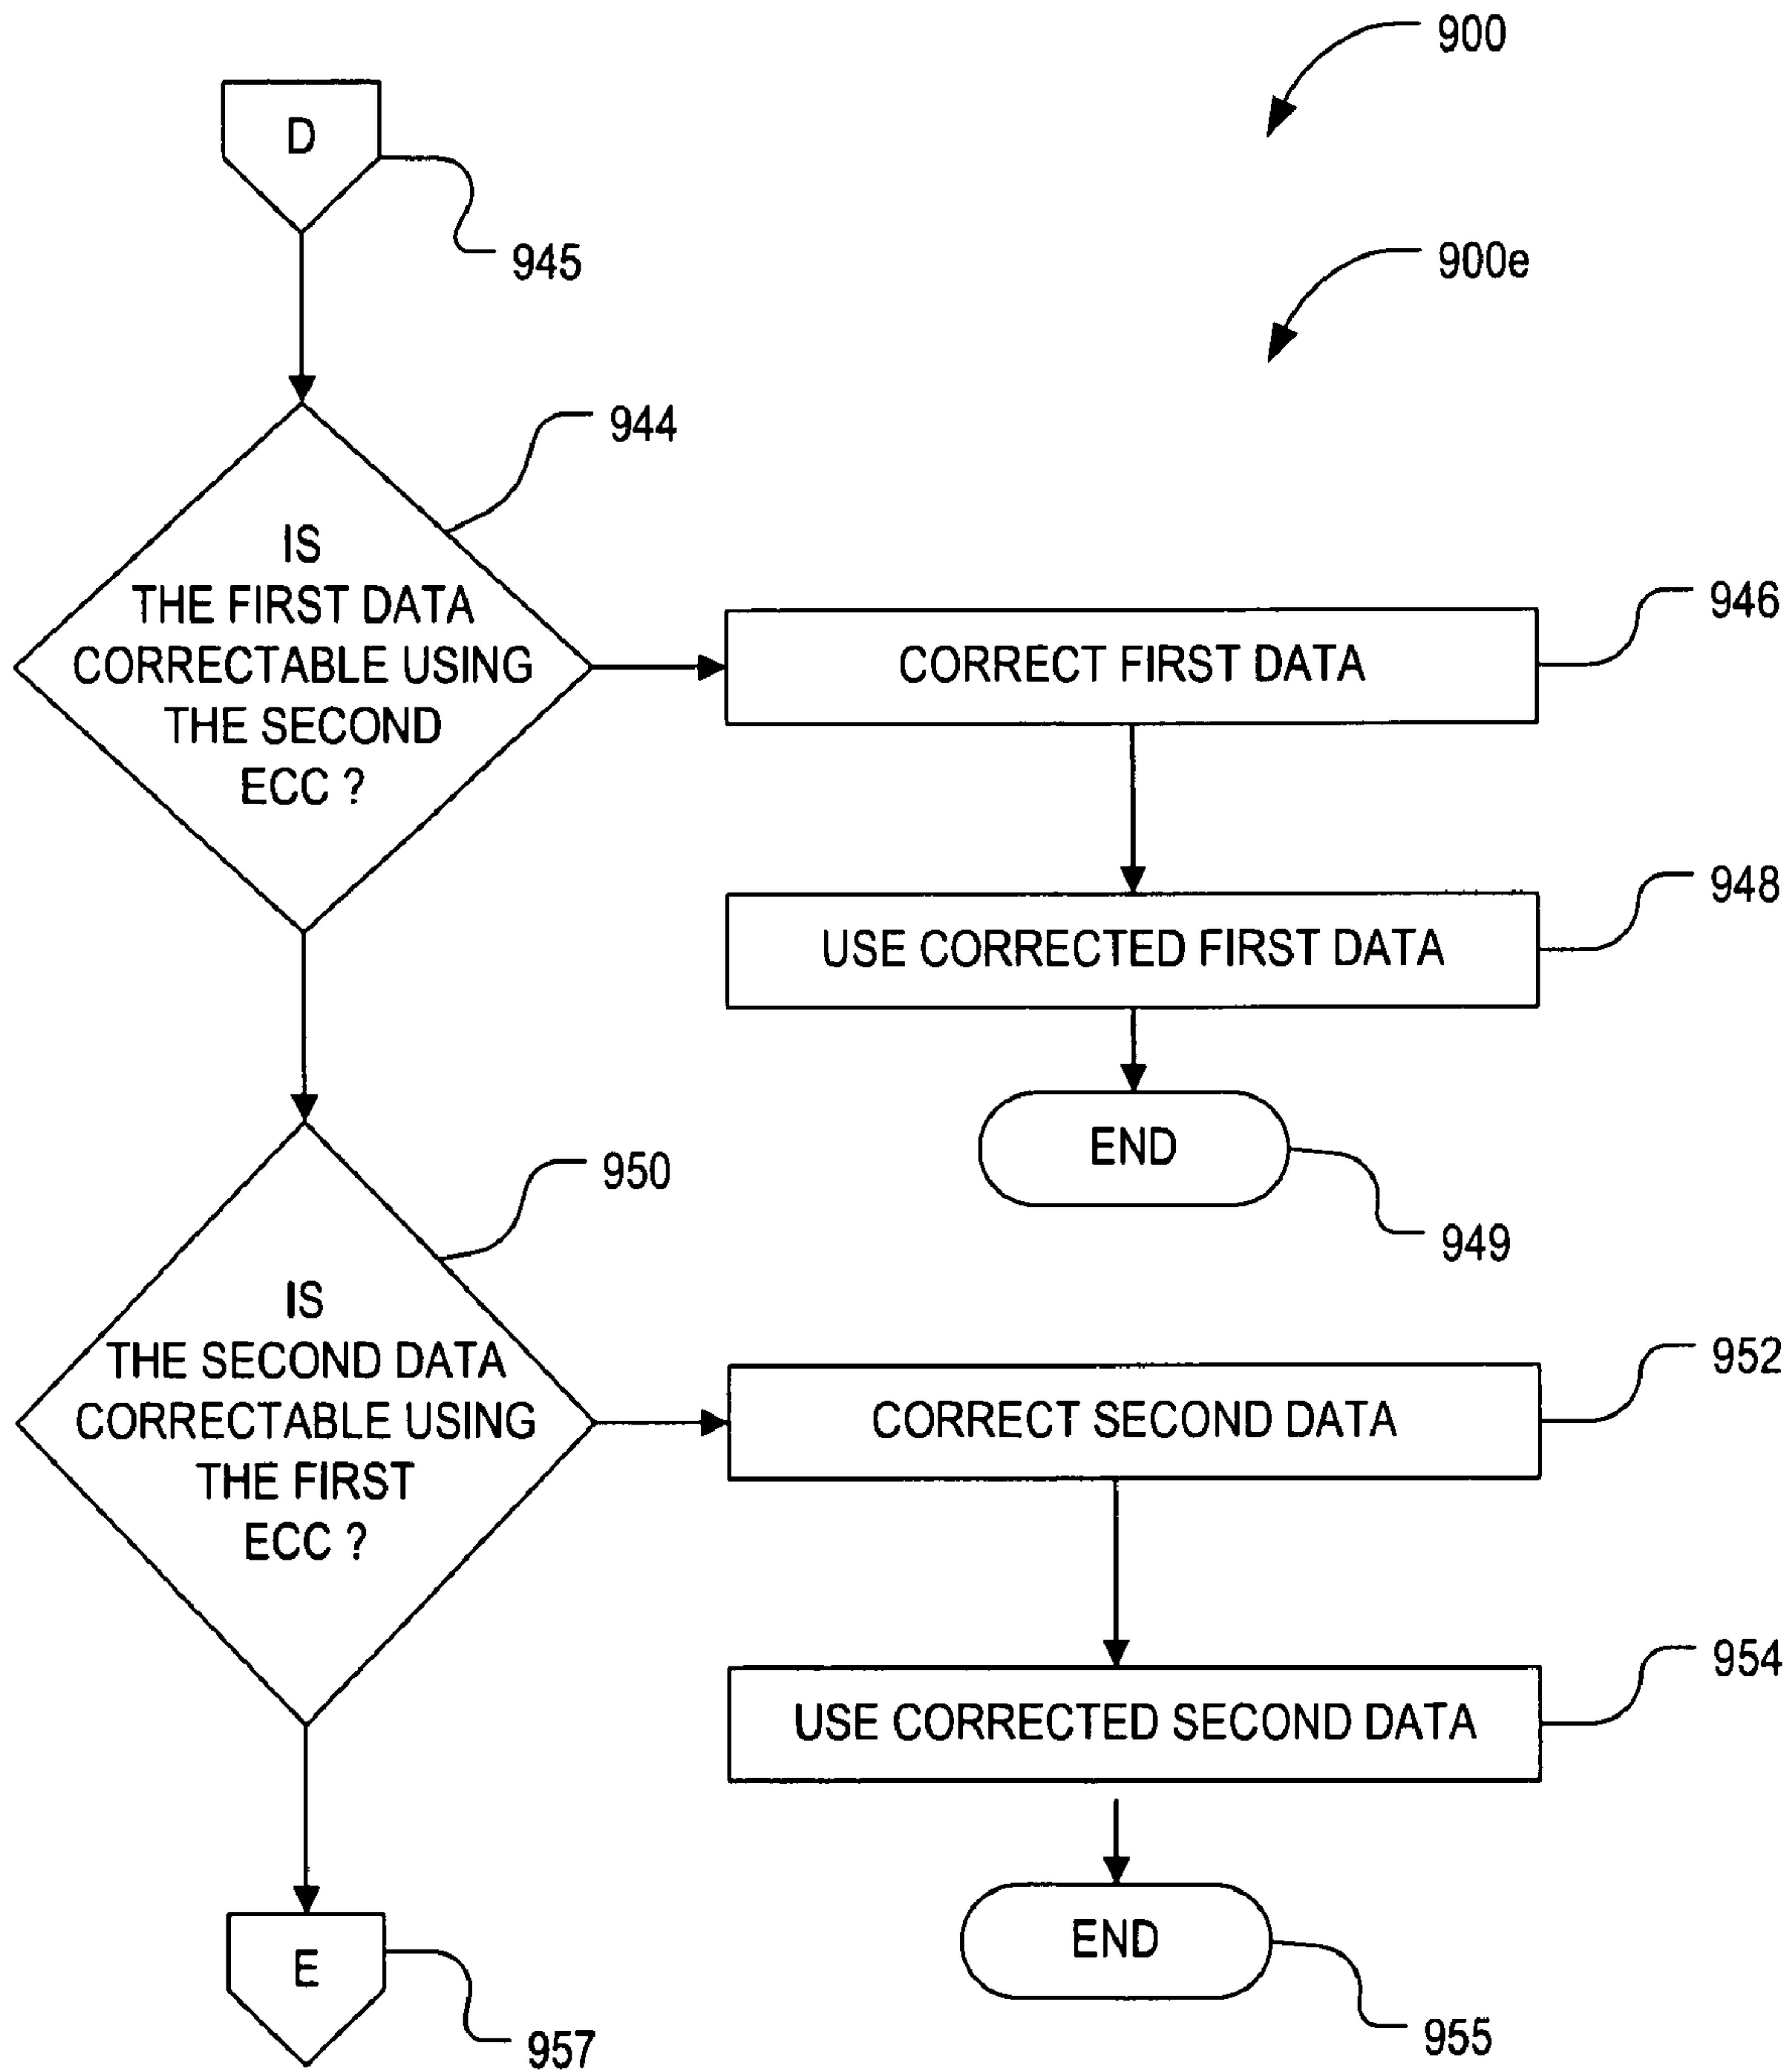 900
D
945
900e
944
IS
THE FIRST DATA
CORRECTABLE USING
THE SECOND
ECC ?
946
CORRECT FIRST DATA
948
USE CORRECTED FIRST DATA
END
949
950
IS
THE SECOND DATA
CORRECTABLE USING
THE FIRST
ECC ?
952
CORRECT SECOND DATA
954
USE CORRECTED SECOND DATA
END
955
E
957